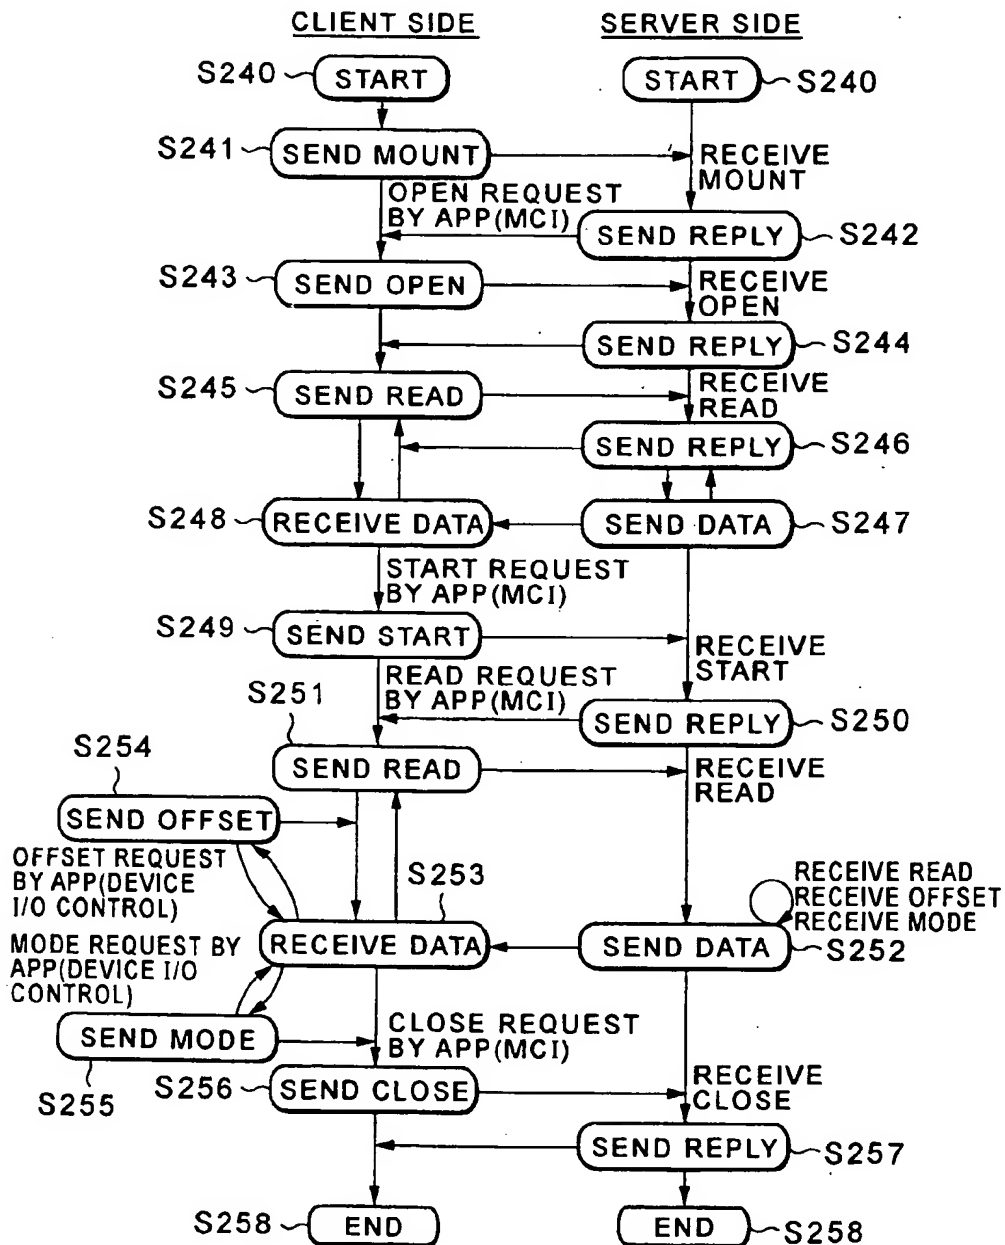 CLIENT SIDE SERVER SIDE
S240 START START S240
S241 SEND MOUNT RECEIVE
MOUNT
OPEN REQUEST
BY APP(MCI)
SEND REPLY S242
S243 SEND OPEN RECEIVE
OPEN
SEND REPLY S244
S245 SEND READ RECEIVE
READ
SEND REPLY S246
S248 RECEIVE DATA SEND DATA S247
START REQUEST
BY APP(MCI)
S249 SEND START RECEIVE
START
READ REQUEST
BY APP(MCI)
SEND REPLY S250
S251 SEND READ RECEIVE
READ
S254
SEND OFFSET
OFFSET REQUEST
BY APP(DEVICE
I/O CONTROL)
S253
RECEIVE DATA
RECEIVE READ
RECEIVE OFFSET
RECEIVE MODE
SEND DATA
S252
MODE REQUEST BY
APP(DEVICE I/O
CONTROL)
SEND MODE
S255
CLOSE REQUEST
BY APP(MCI)
S256 SEND CLOSE RECEIVE
CLOSE
SEND REPLY S257
S258 END END S258